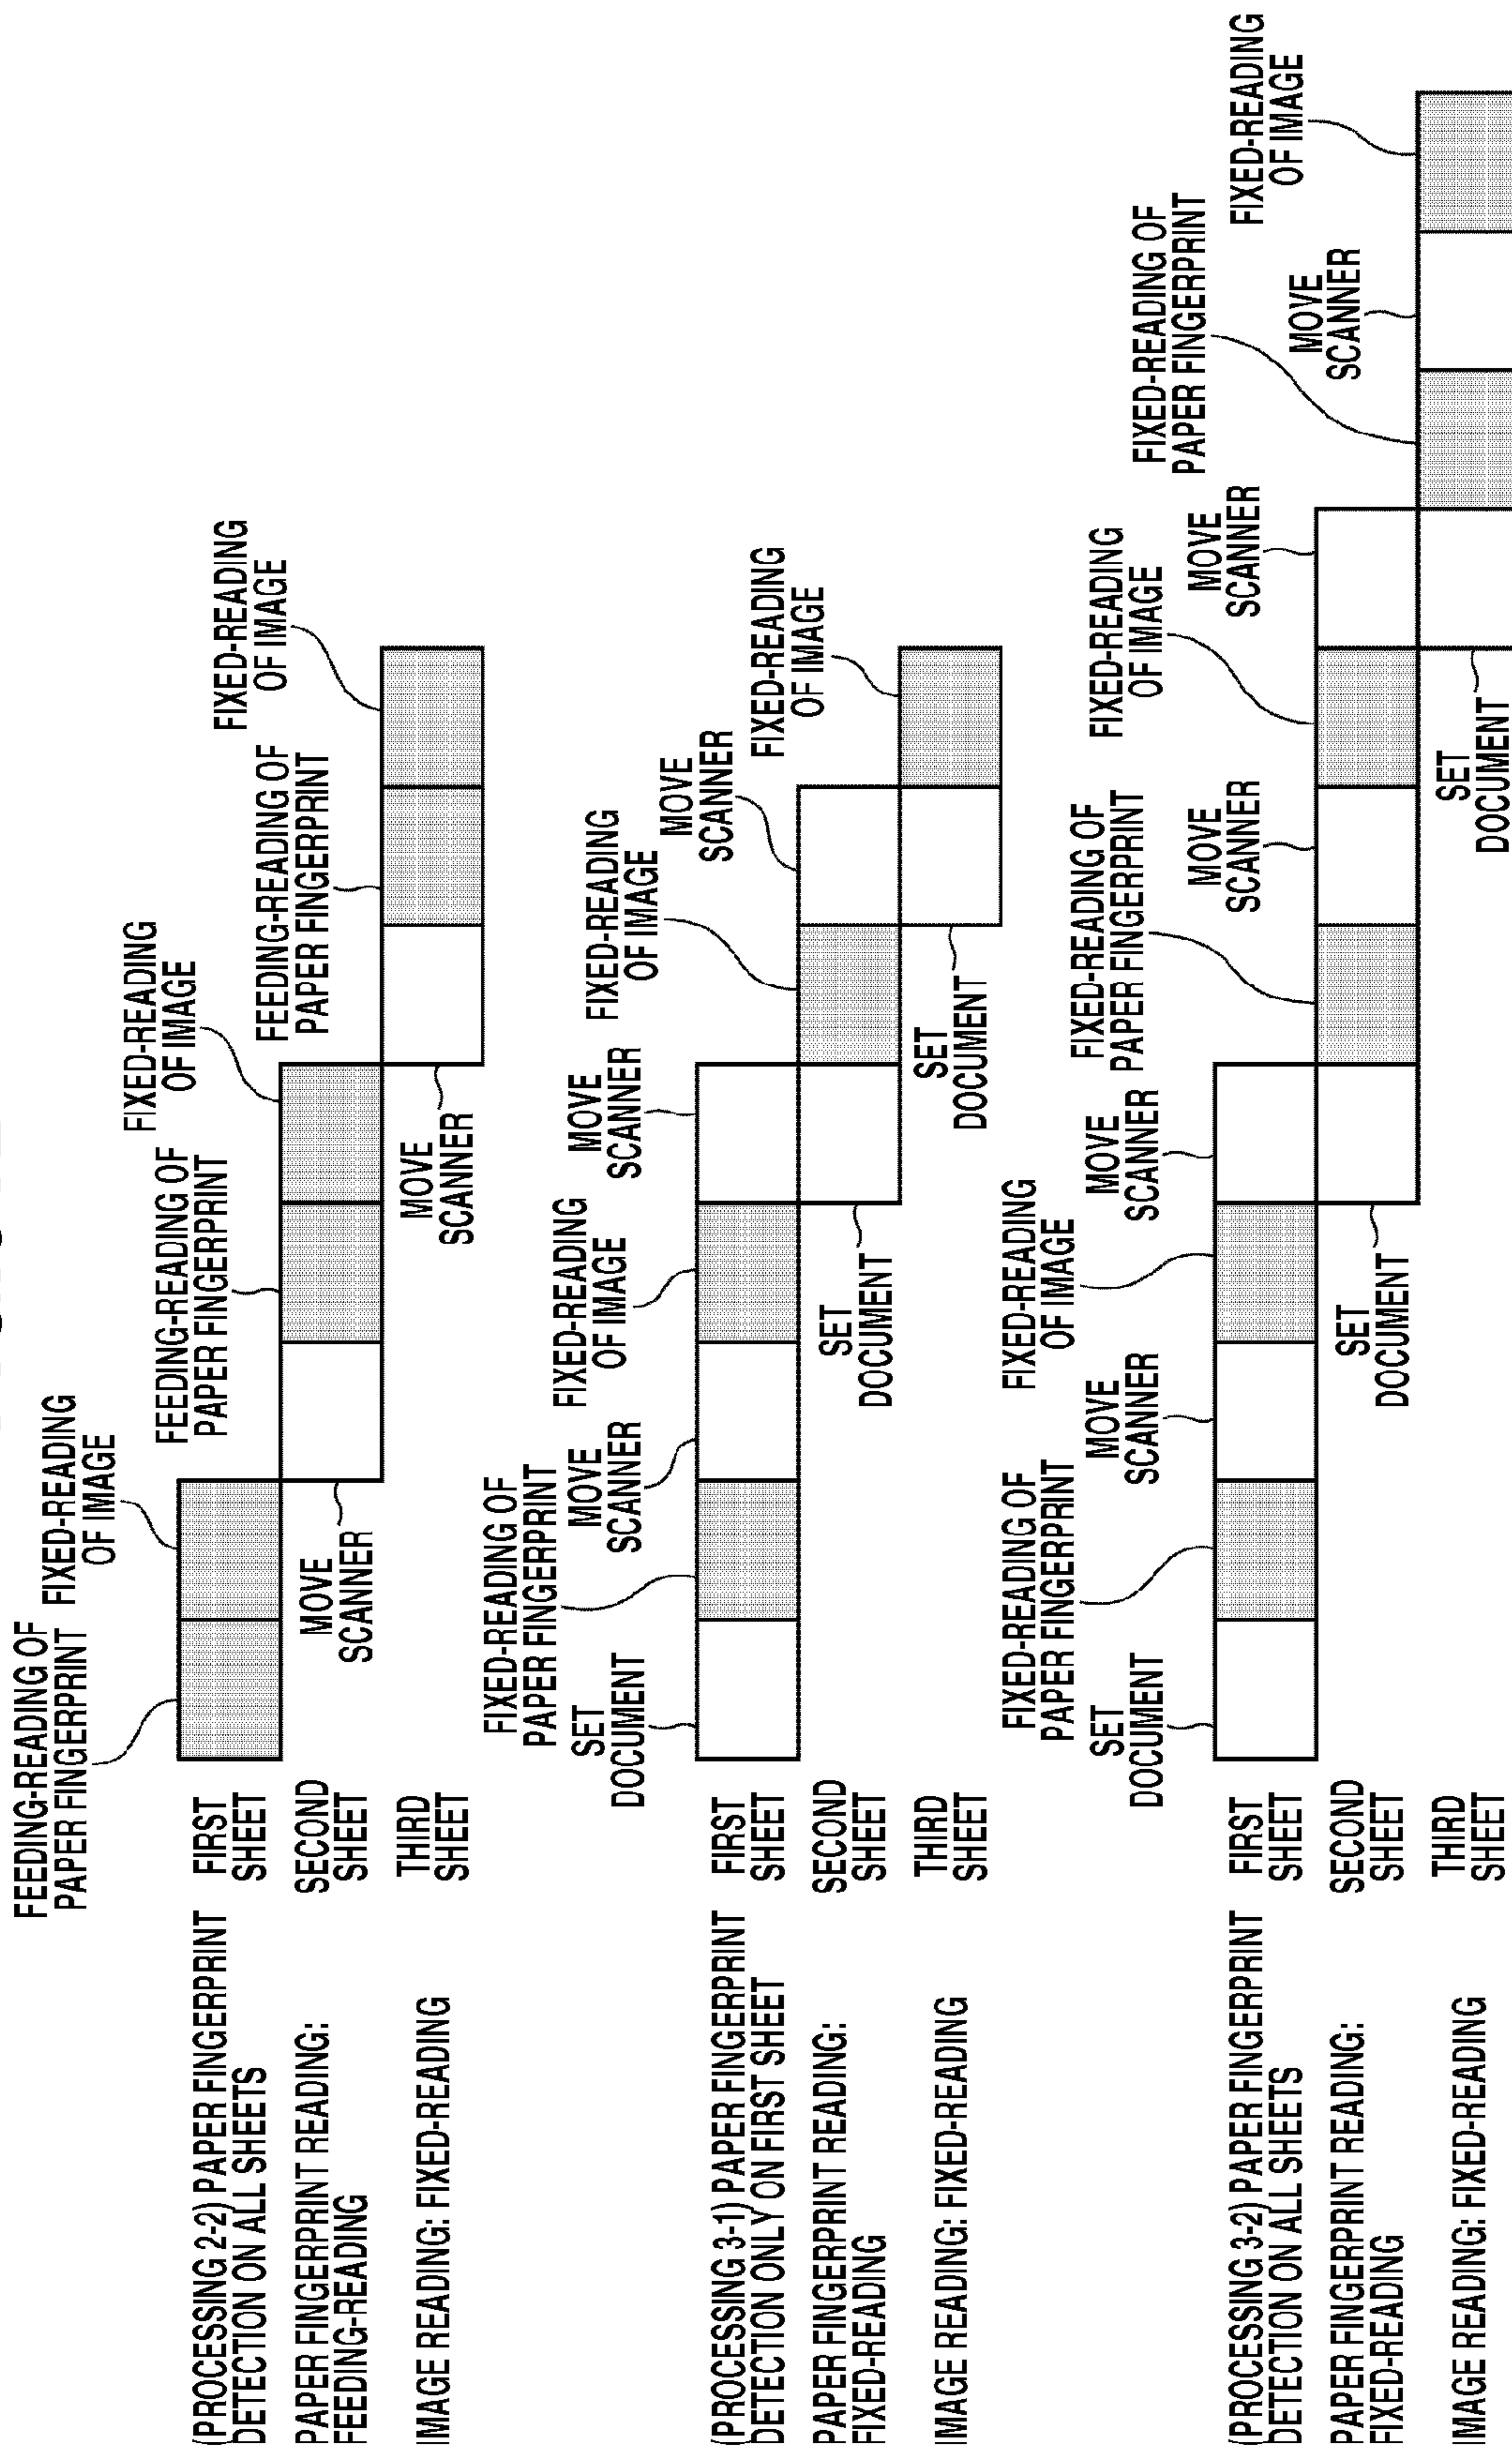 FEEDING-READING OF
PAPER FINGERPRINT
FIXED-READING
OF IMAGE
FEEDING-READING OF
PAPER FINGERPRINT
FIXED-READING
OF IMAGE
FEEDING-READING OF
PAPER FINGERPRINT
FIXED-READING
OF IMAGE
(PROCESSING 2-2) PAPER FINGERPRINT
DETECTION ON ALL SHEETS
PAPER FINGERPRINT READING:
FEEDING-READING
IMAGE READING: FIXED-READING
FIRST
SHEET
SECOND
SHEET
THIRD
SHEET
MOVE
SCANNER
MOVE
SCANNER
SET
DOCUMENT
FIXED-READING OF
PAPER FINGERPRINT
MOVE
SCANNER
FIXED-READING
OF IMAGE
MOVE
SCANNER
FIXED-READING
OF IMAGE
MOVE
SCANNER
FIXED-READING
OF IMAGE
(PROCESSING 3-1) PAPER FINGERPRINT
DETECTION ONLY ON FIRST SHEET
PAPER FINGERPRINT READING:
FIXED-READING
IMAGE READING: FIXED-READING
FIRST
SHEET
SECOND
SHEET
THIRD
SHEET
SET
DOCUMENT
SET
DOCUMENT
SET
DOCUMENT
FIXED-READING OF
PAPER FINGERPRINT
MOVE
SCANNER
FIXED-READING
OF IMAGE
MOVE
SCANNER
FIXED-READING OF
PAPER FINGERPRINT
MOVE
SCANNER
FIXED-READING
OF IMAGE
MOVE
SCANNER
FIXED-READING OF
PAPER FINGERPRINT
MOVE
SCANNER
FIXED-READING
OF IMAGE
(PROCESSING 3-2) PAPER FINGERPRINT
DETECTION ON ALL SHEETS
PAPER FINGERPRINT READING:
FIXED-READING
IMAGE READING: FIXED-READING
FIRST
SHEET
SECOND
SHEET
THIRD
SHEET
SET
DOCUMENT
SET
DOCUMENT